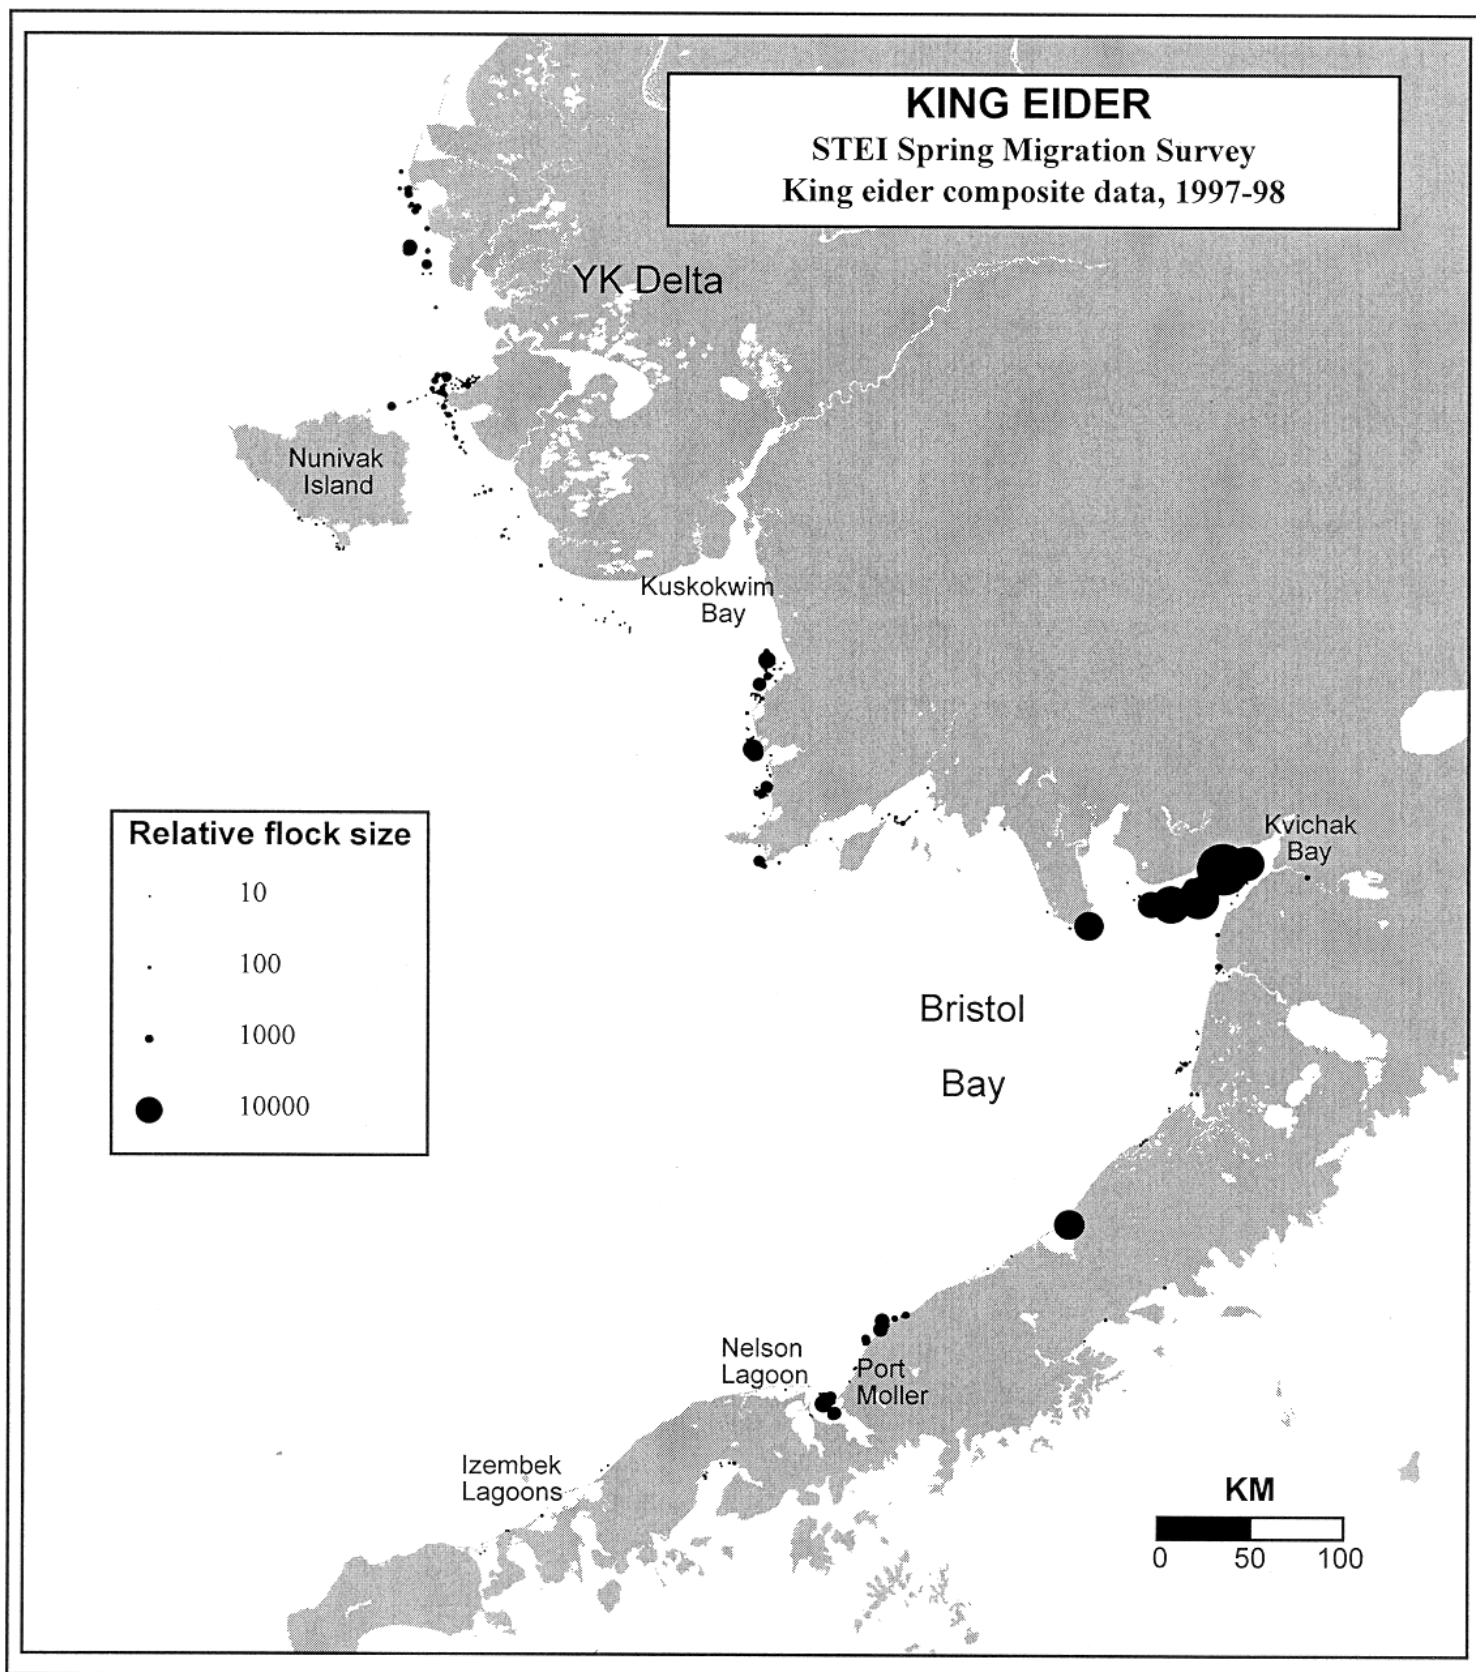 KING EIDER
STEI Spring Migration Survey
King eider composite data, 1997-98
YK Delta
Nunivak
Island
Kuskokwim
Bay
Kvichak
Bay
Relative flock size
10
100
1000
10000
Bristol
Bay
Nelson
Lagoon
Port
Moller
Izembek
Lagoons
KM
0 50 100